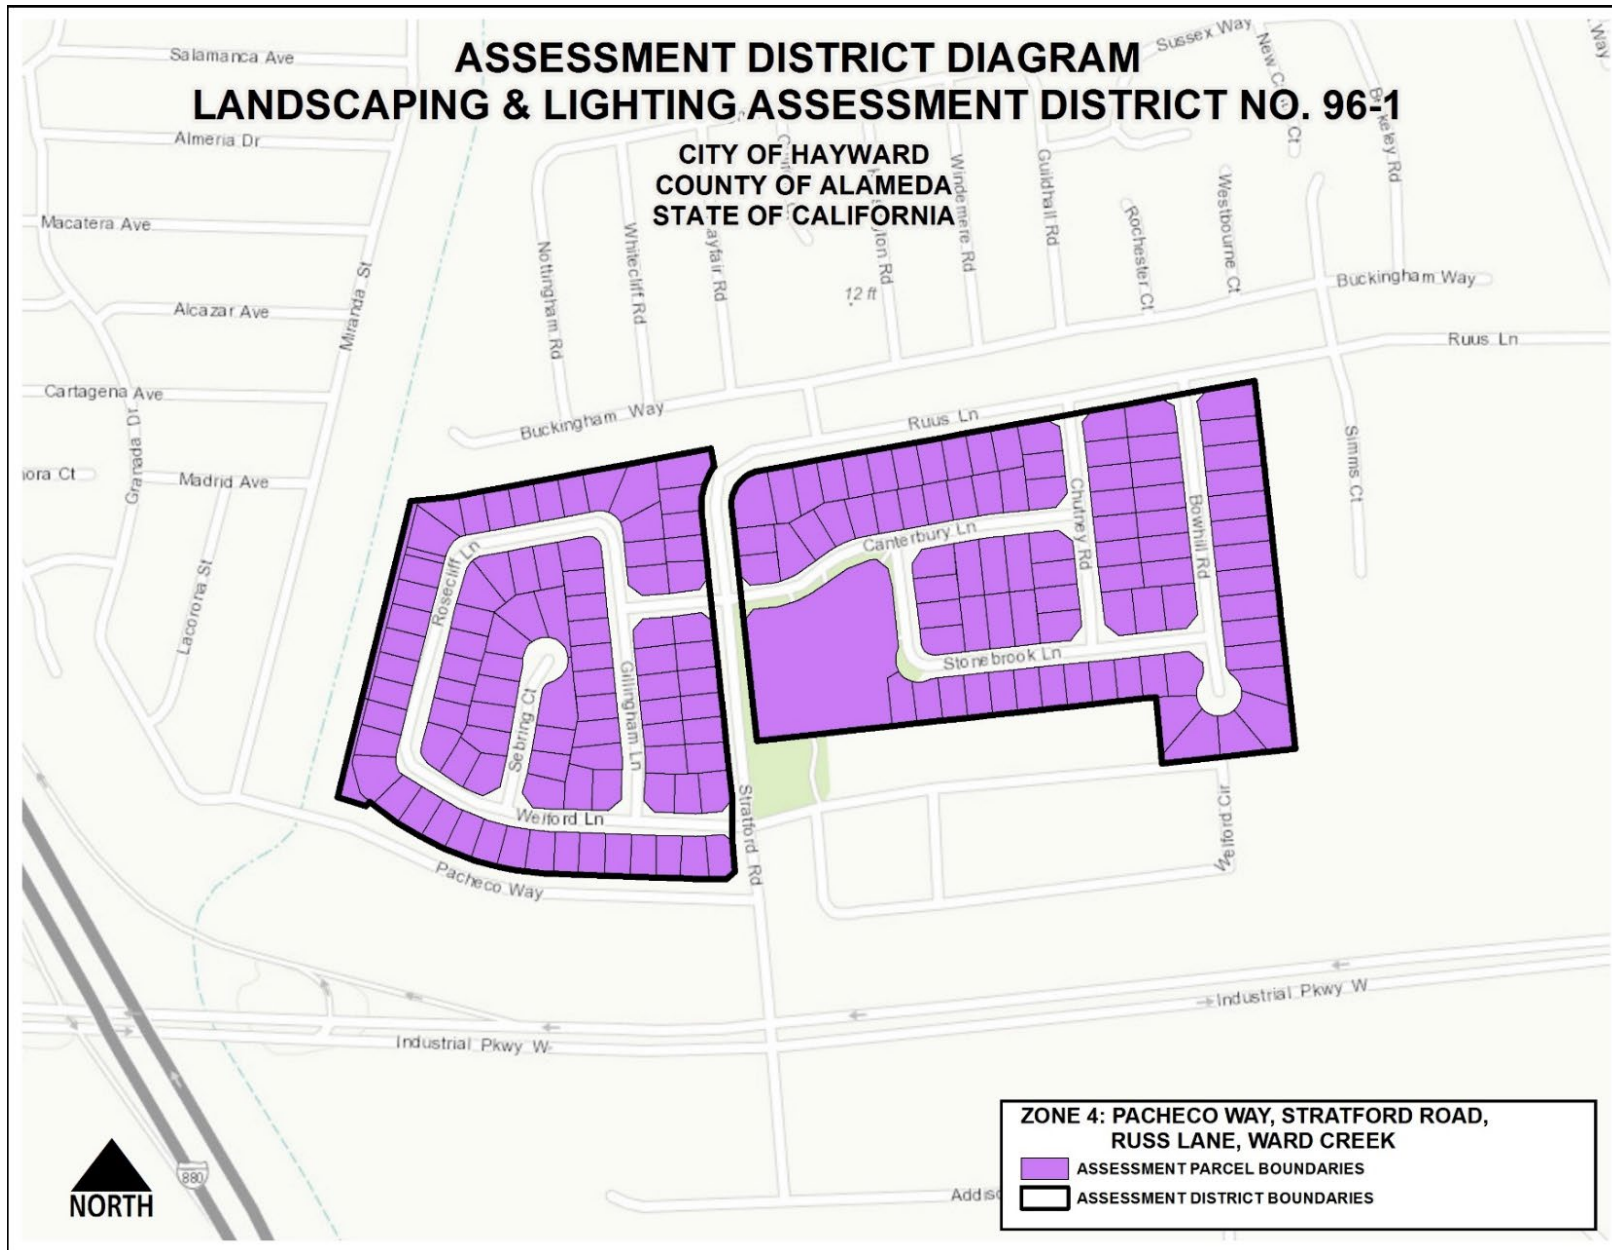 ASSESSMENT DISTRICT DIAGRAM
LANDSCAPING & LIGHTING ASSESSMENT DISTRICT NO. 96-1
CITY OF HAYWARD
COUNTY OF ALAMEDA
STATE OF CALIFORNIA
Salamanca Ave
Sussex Way
Way
Almeria Dr
Macatera Ave
Miranda St
Nottingham Rd
Whitecliff Rd
Windemere Rd
Guildhall Rd
Rochester Ct
Westbourne Ct
Buckingham Way
12 ft
Alcazar Ave
Ruus Ln
Cartagena Ave
Granada Dr
Buckingham Way
Ruus Ln
Simms Ct
Madrid Ave
Chutney Rd
Bowhill Rd
Canterbury Ln
Rosecliff Ln
Lacorona St
Stonebrook Ln
Gillingham Ln
Sebring Ct
Stratford Rd
Welford Ln
Welford Cir
Pacheco Way
Industrial Pkwy W
Industrial Pkwy W
880
NORTH
ZONE 4: PACHECO WAY, STRATFORD ROAD,
RUSS LANE, WARD CREEK
ASSESSMENT PARCEL BOUNDARIES
ASSESSMENT DISTRICT BOUNDARIES